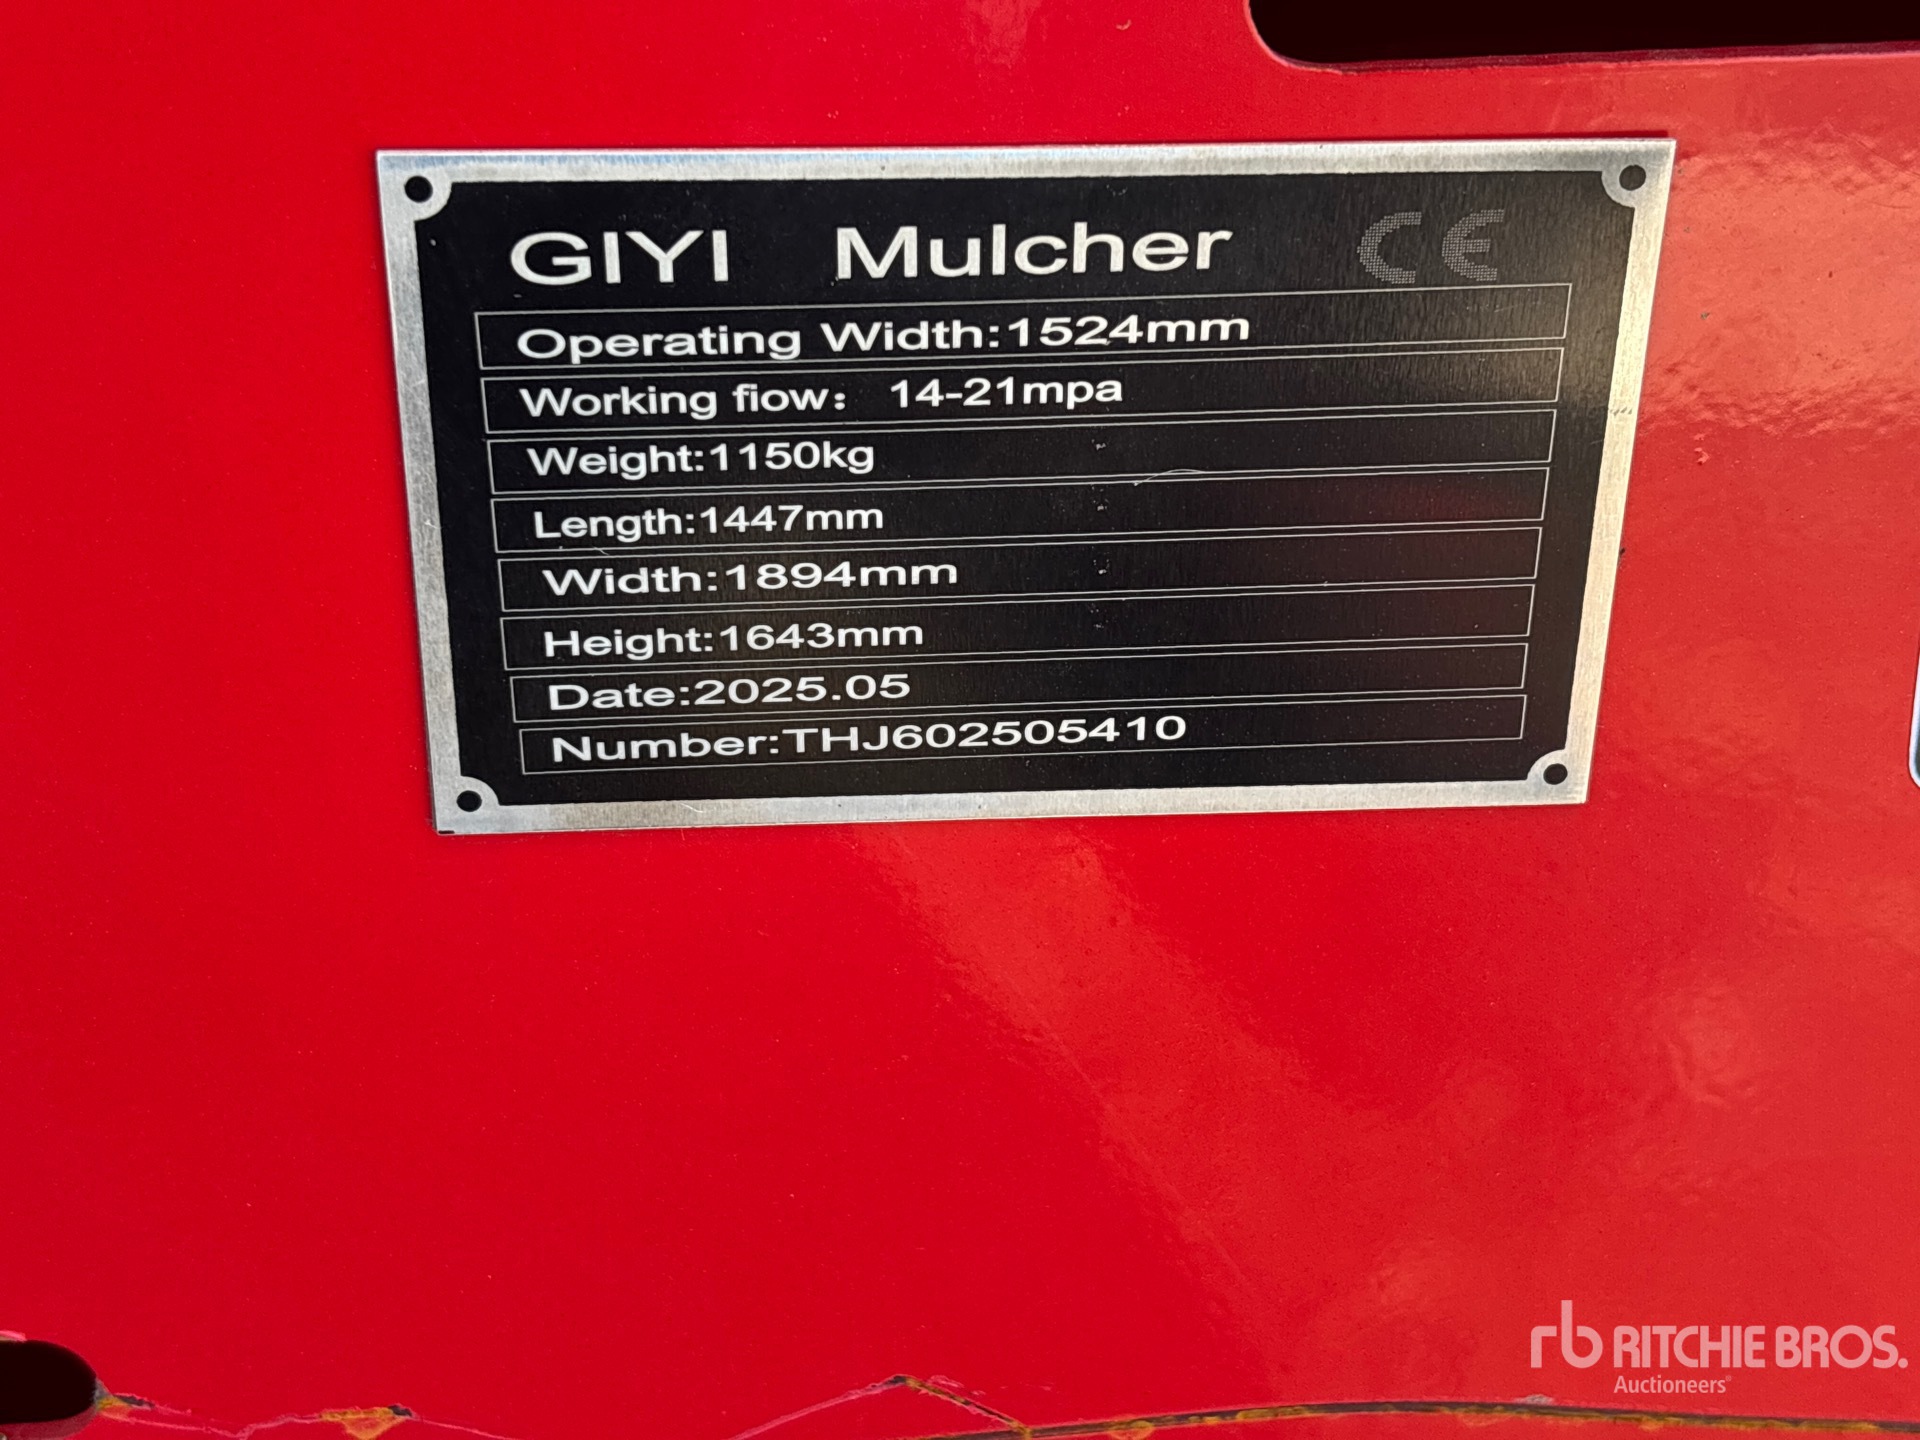 GIYI Mulcher CE
Operating Width:1524mm
Working fiow: 14-21mpa
Weight:1150kg
Length:1447mm
Width:1894mm
Height:1643mm
Date:2025.05
Number:THJ602505410
rb RITCHIE BROS.
Auctioneers